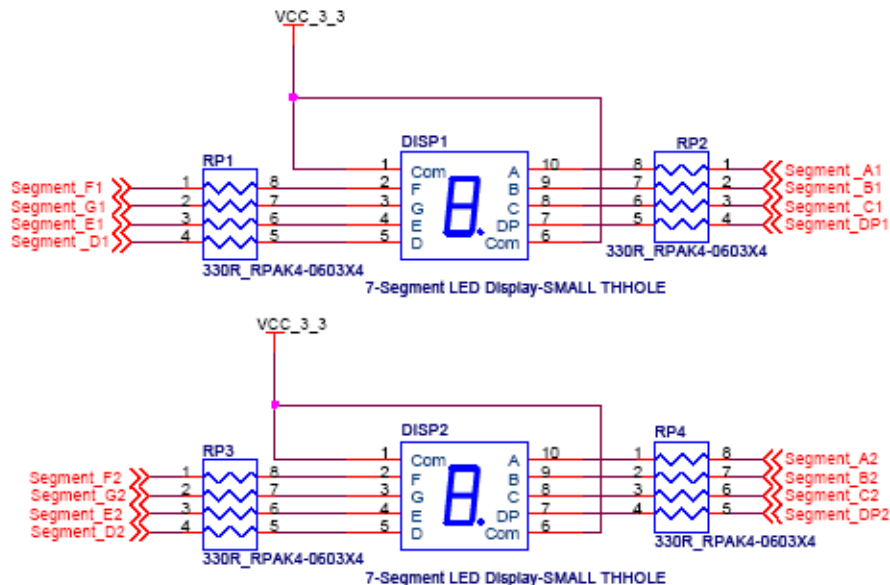 VCC_3_3
DISP1
RP1
RP2
1 Com A 10 8 1 Segment _A1
Segment_F1 1 8 2 F B 9 7 2 Segment_B1
Segment_G1 2 7 3 G C 8 6 3 Segment_C1
Segment_E1 3 6 4 E DP 7 5 4 Segment_DP1
Segment_D1 4 5 5 D Com 6
330R_RPAK4-0603X4
330R_RPAK4-0603X4
7-Segment LED Display-SMALL THHOLE
VCC_3_3
DISP2
RP3
RP4
1 Com A 10 1 8 Segment_A2
Segment_F2 1 8 2 F B 9 2 7 Segment_B2
Segment_G2 2 7 3 G C 8 3 6 Segment_C2
Segment_E2 3 6 4 E DP 7 4 5 Segment_DP2
Segment_D2 4 5 5 D Com 6
330R_RPAK4-0603X4
330R_RPAK4-0603X4
7-Segment LED Display-SMALL THHOLE